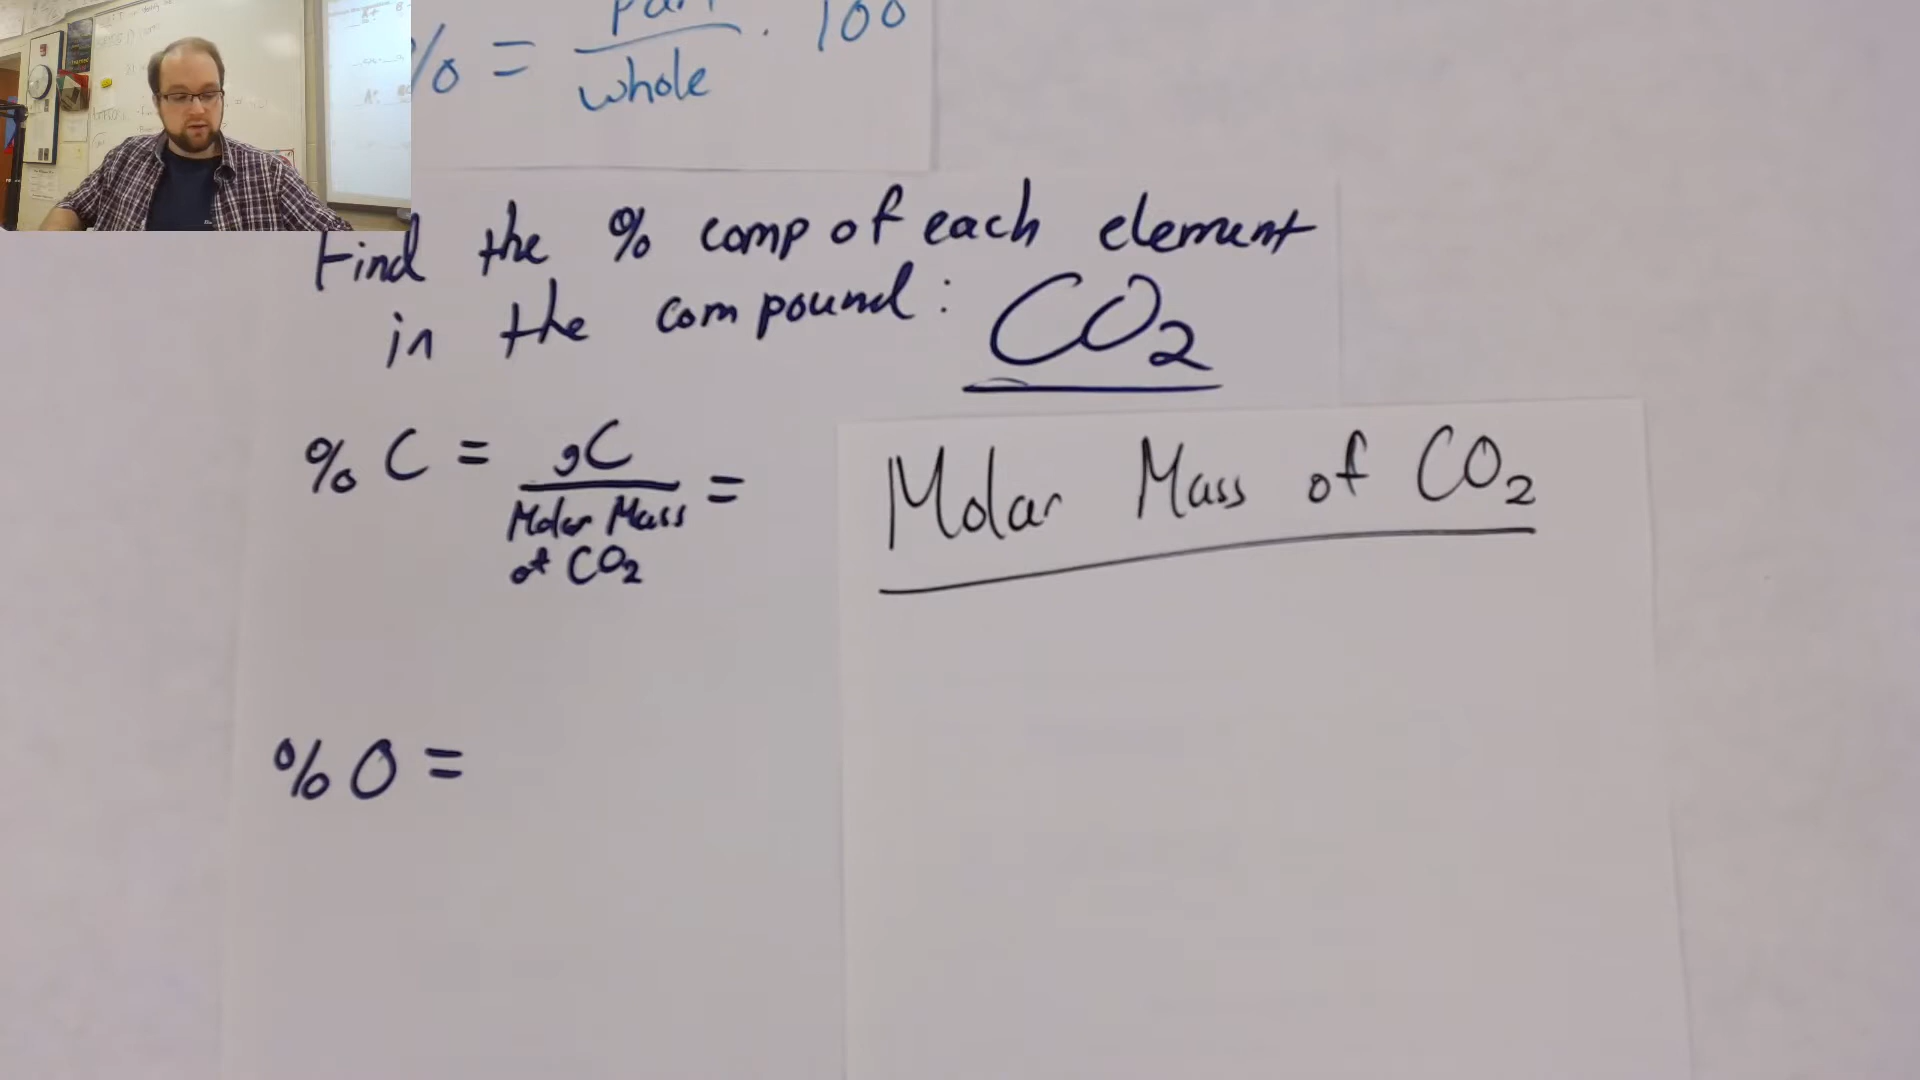 % = part/whole · 100
Find the % comp of each element
in the compound: CO₂
% C = gC/Molar Mass of CO₂ =
Molar Mass of CO₂
% O =